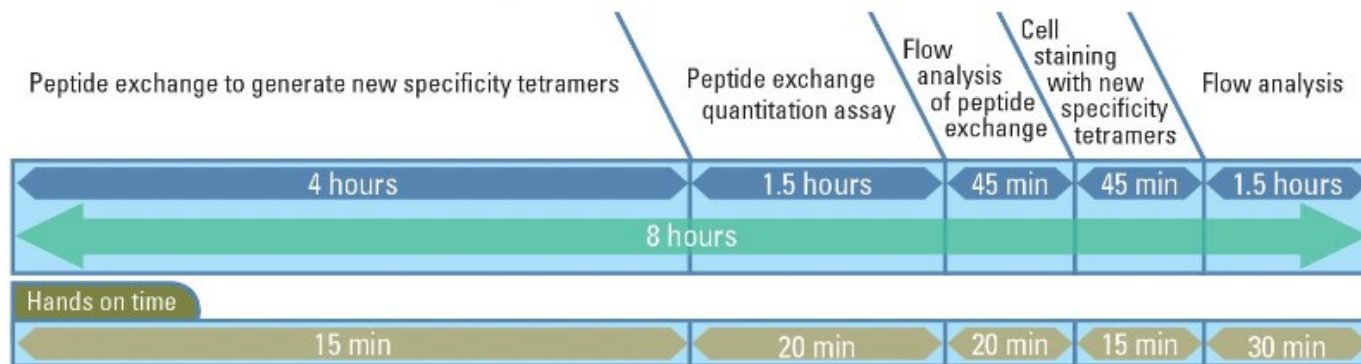 Peptide exchange to generate new specificity tetramers
Peptide exchange
quantitation assay
Flow
analysis
of peptide
exchange
Cell
staining
with new
specificity
tetramers
Flow analysis
4 hours
1.5 hours
45 min
45 min
1.5 hours
8 hours
Hands on time
15 min
20 min
20 min
15 min
30 min